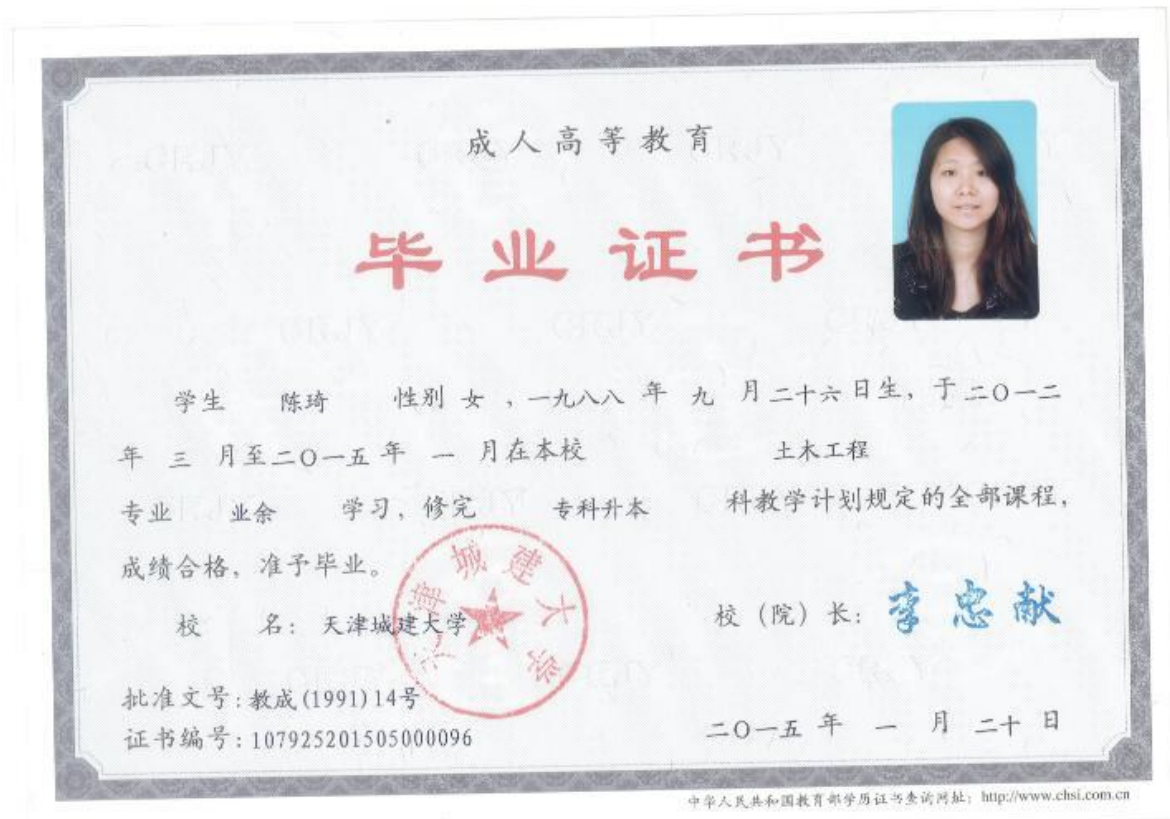 成人高等教育
毕业证书
学生 陈琦 性别 女 ，一九八八 年 九 月 二十六 日生，于 二〇一二
年 三 月至 二〇一五 年 一 月在本校 土木工程
专业 业余 学习，修完 专科升本 科教学计划规定的全部课程，
成绩合格，准予毕业。
校 名：天津城建大学
天津城建大学
校（院）长：李忠献
批准文号：教成(1991)14号
证书编号：107925201505000096
二〇一五 年 一 月 二十 日
中华人民共和国教育部学历证书查询网址：http://www.chsi.com.cn